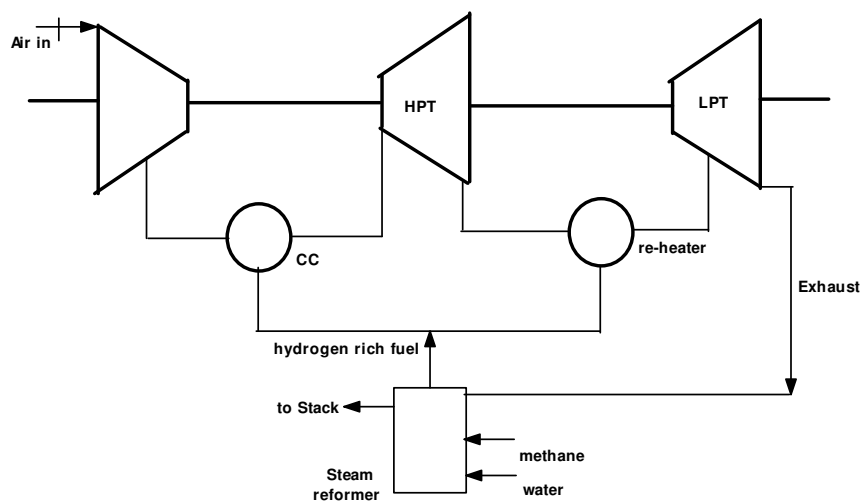 Air in
HPT
LPT
CC
re-heater
Exhaust
hydrogen rich fuel
to Stack
methane
Steam
reformer
water